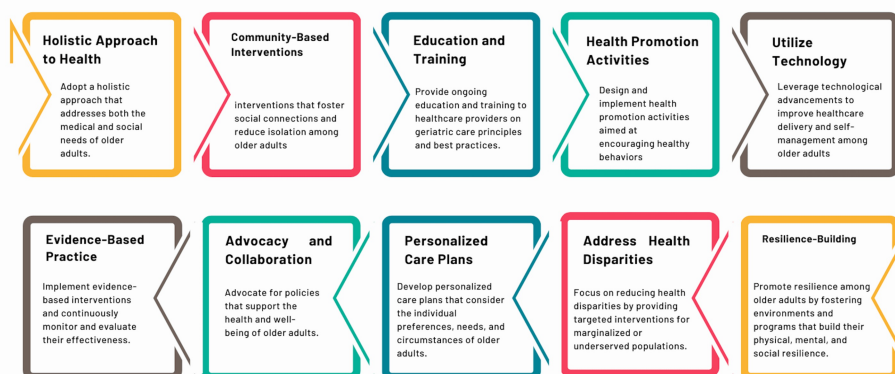 Holistic Approach
to Health
Adopt a holistic
approach that
addresses both the
medical and social
needs of older
adults.
Community-Based
Interventions
interventions that foster
social connections and
reduce isolation among
older adults
Education and
Training
Provide ongoing
education and training to
healthcare providers on
geriatric care principles
and best practices.
Health Promotion
Activities
Design and
implement health
promotion activities
aimed at
encouraging healthy
behaviors
Utilize
Technology
Leverage technological
advancements to
improve healthcare
delivery and self-
management among
older adults
Evidence-Based
Practice
Implement evidence-
based interventions
and continuously
monitor and evaluate
their effectiveness.
Advocacy and
Collaboration
Advocate for policies
that support the
health and well-
being of older adults.
Personalized
Care Plans
Develop personalized
care plans that consider
the individual
preferences, needs, and
circumstances of older
adults.
Address Health
Disparities
Focus on reducing health
disparities by providing
targeted interventions for
marginalized or
underserved populations.
Resilience-Building
Promote resilience among
older adults by fostering
environments and
programs that build their
physical, mental, and
social resilience.